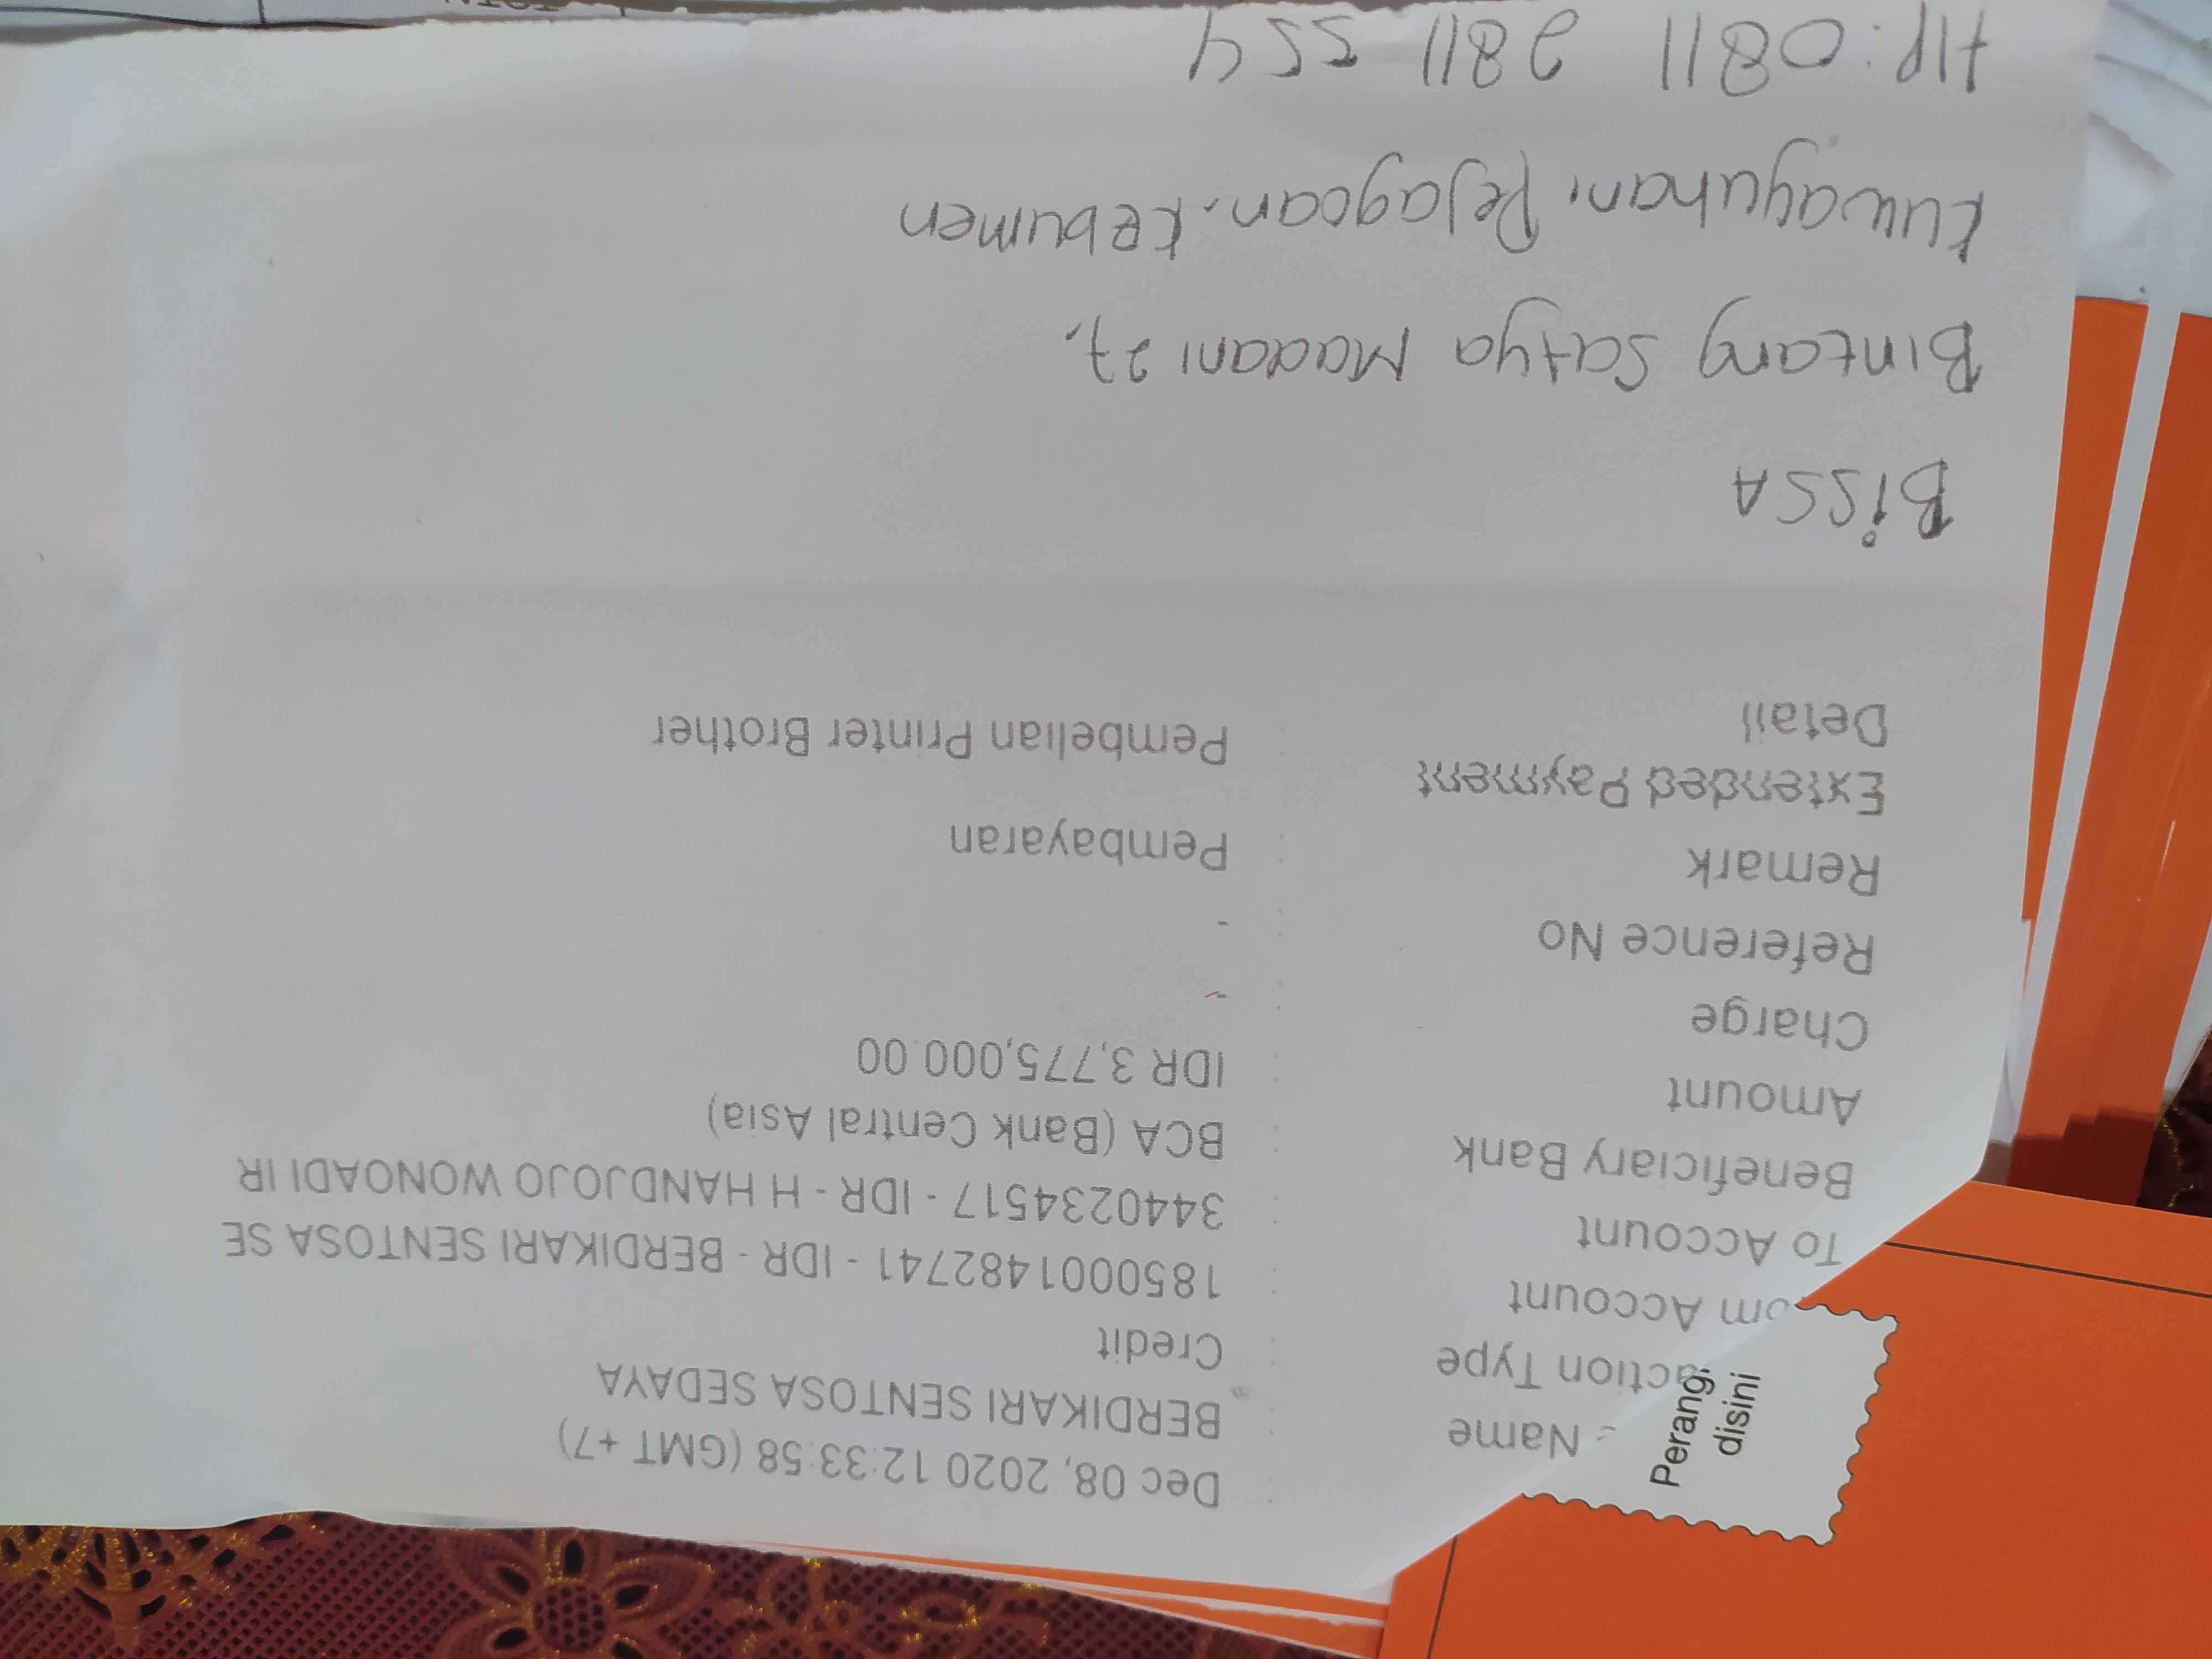 Dec 08, 2020 12:33:58 (GMT +7)
Name : BERDIKARI SENTOSA SEDAYA
action Type : Credit
om Account : 1850001482741 - IDR - BERDIKARI SENTOSA SE
To Account : 3440234517 - IDR - H HANDJOJO WONOADI IR
Beneficiary Bank : BCA (Bank Central Asia)
Amount : IDR 3,775,000.00
Charge : -
Reference No : -
Remark : Pembayaran
Extended Payment
Detail : Pembelian Printer Brother
BiSSA
Bintang Satya Madani 27,
Kuwayuhan, Pejagoan, Kebumen
Hp: 0811 2811 554
Perang
disini